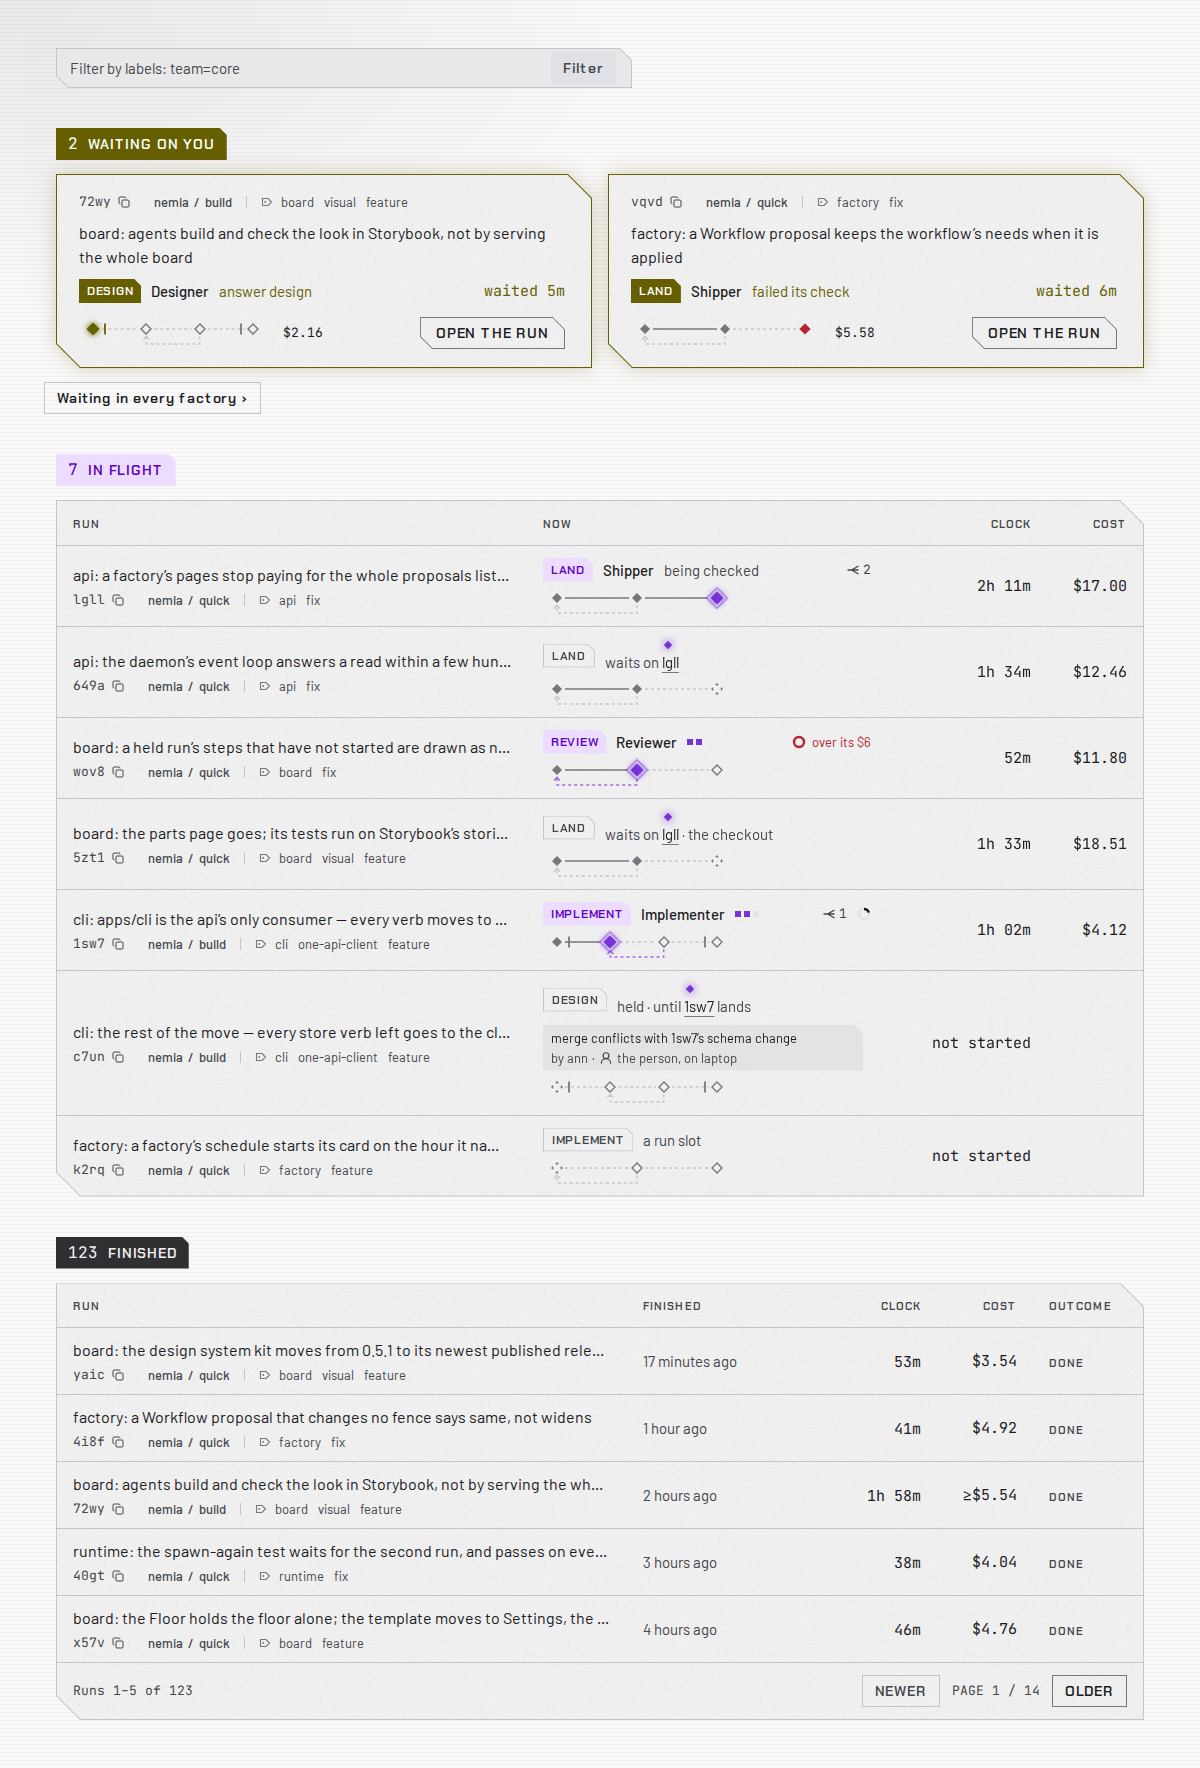 Filter by labels: team=core
Filter
2 WAITING ON YOU
72wy nemla / build board visual feature
board: agents build and check the look in Storybook, not by serving
the whole board
DESIGN Designer answer design waited 5m
$2.16 OPEN THE RUN
vqvd nemla / quick factory fix
factory: a Workflow proposal keeps the workflow's needs when it is
applied
LAND Shipper failed its check waited 6m
$5.58 OPEN THE RUN
Waiting in every factory ›
7 IN FLIGHT
RUN NOW CLOCK COST
api: a factory's pages stop paying for the whole proposals list…
lgll nemla / quick api fix
LAND Shipper being checked 2
2h 11m $17.00
api: the daemon's event loop answers a read within a few hun…
649a nemla / quick api fix
LAND waits on lgll
1h 34m $12.46
board: a held run's steps that have not started are drawn as n…
wov8 nemla / quick board fix
REVIEW Reviewer over its $6
52m $11.80
board: the parts page goes; its tests run on Storybook's stori…
5zt1 nemla / quick board visual feature
LAND waits on lgll · the checkout
1h 33m $18.51
cli: apps/cli is the api's only consumer — every verb moves to …
1sw7 nemla / build cli one-api-client feature
IMPLEMENT Implementer 1
1h 02m $4.12
cli: the rest of the move — every store verb left goes to the cl…
c7un nemla / build cli one-api-client feature
DESIGN held · until 1sw7 lands
merge conflicts with 1sw7's schema change
by ann · the person, on laptop
not started
factory: a factory's schedule starts its card on the hour it na…
k2rq nemla / quick factory feature
IMPLEMENT a run slot
not started
123 FINISHED
RUN FINISHED CLOCK COST OUTCOME
board: the design system kit moves from 0.5.1 to its newest published rele…
yaic nemla / quick board visual feature
17 minutes ago 53m $3.54 DONE
factory: a Workflow proposal that changes no fence says same, not widens
4i8f nemla / quick factory fix
1 hour ago 41m $4.92 DONE
board: agents build and check the look in Storybook, not by serving the wh…
72wy nemla / build board visual feature
2 hours ago 1h 58m ≥$5.54 DONE
runtime: the spawn-again test waits for the second run, and passes on eve…
40gt nemla / quick runtime fix
3 hours ago 38m $4.04 DONE
board: the Floor holds the floor alone; the template moves to Settings, the …
x57v nemla / quick board feature
4 hours ago 46m $4.76 DONE
Runs 1–5 of 123 NEWER PAGE 1 / 14 OLDER